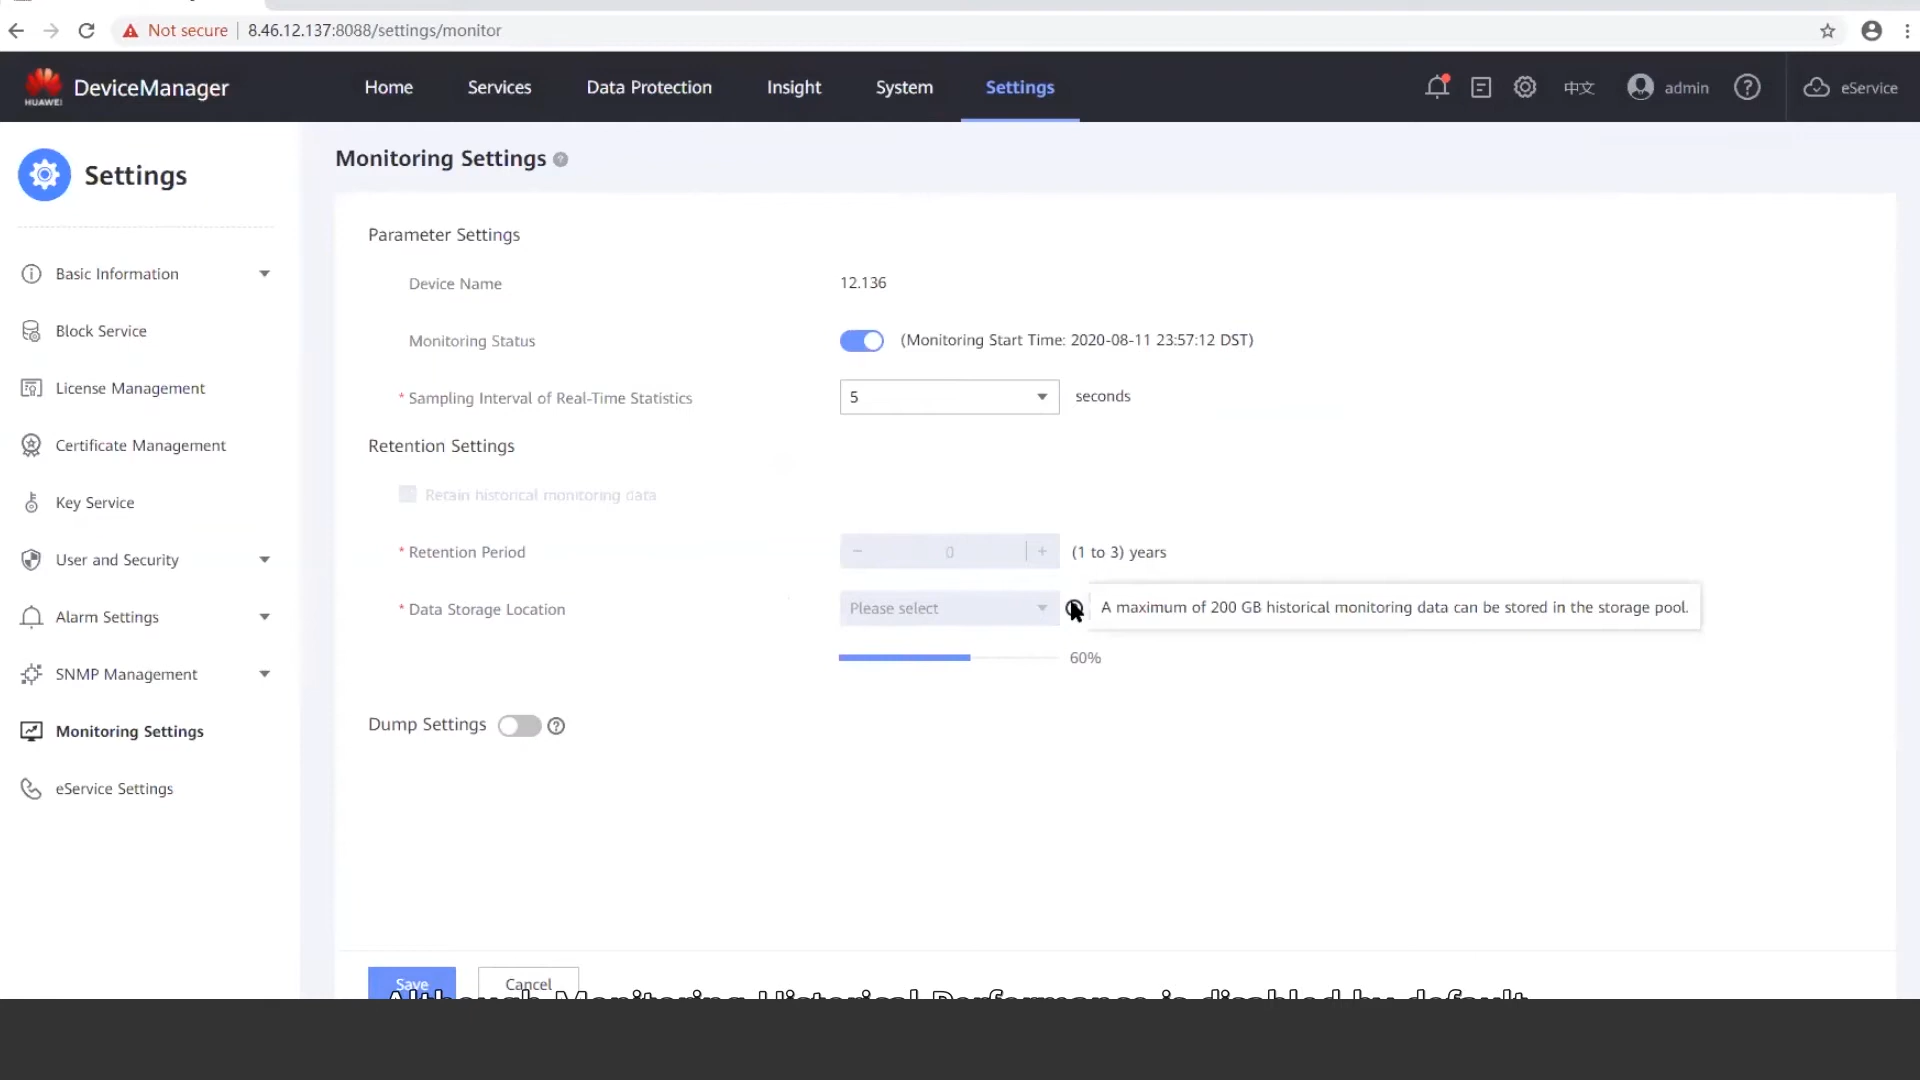 Not secure | 8.46.12.137:8088/settings/monitor
HUAWEI DeviceManager Home Services Data Protection Insight System Settings 中文 admin eService
Settings
Basic Information
Block Service
License Management
Certificate Management
Key Service
User and Security
Alarm Settings
SNMP Management
Monitoring Settings
eService Settings
Monitoring Settings
Parameter Settings
Device Name 12.136
Monitoring Status (Monitoring Start Time: 2020-08-11 23:57:12 DST)
* Sampling Interval of Real-Time Statistics 5 seconds
Retention Settings
Retain historical monitoring data
* Retention Period − 0 + (1 to 3) years
* Data Storage Location Please select A maximum of 200 GB historical monitoring data can be stored in the storage pool.
60%
Dump Settings
Save Cancel
Although Monitoring Historical Performance is disabled by default